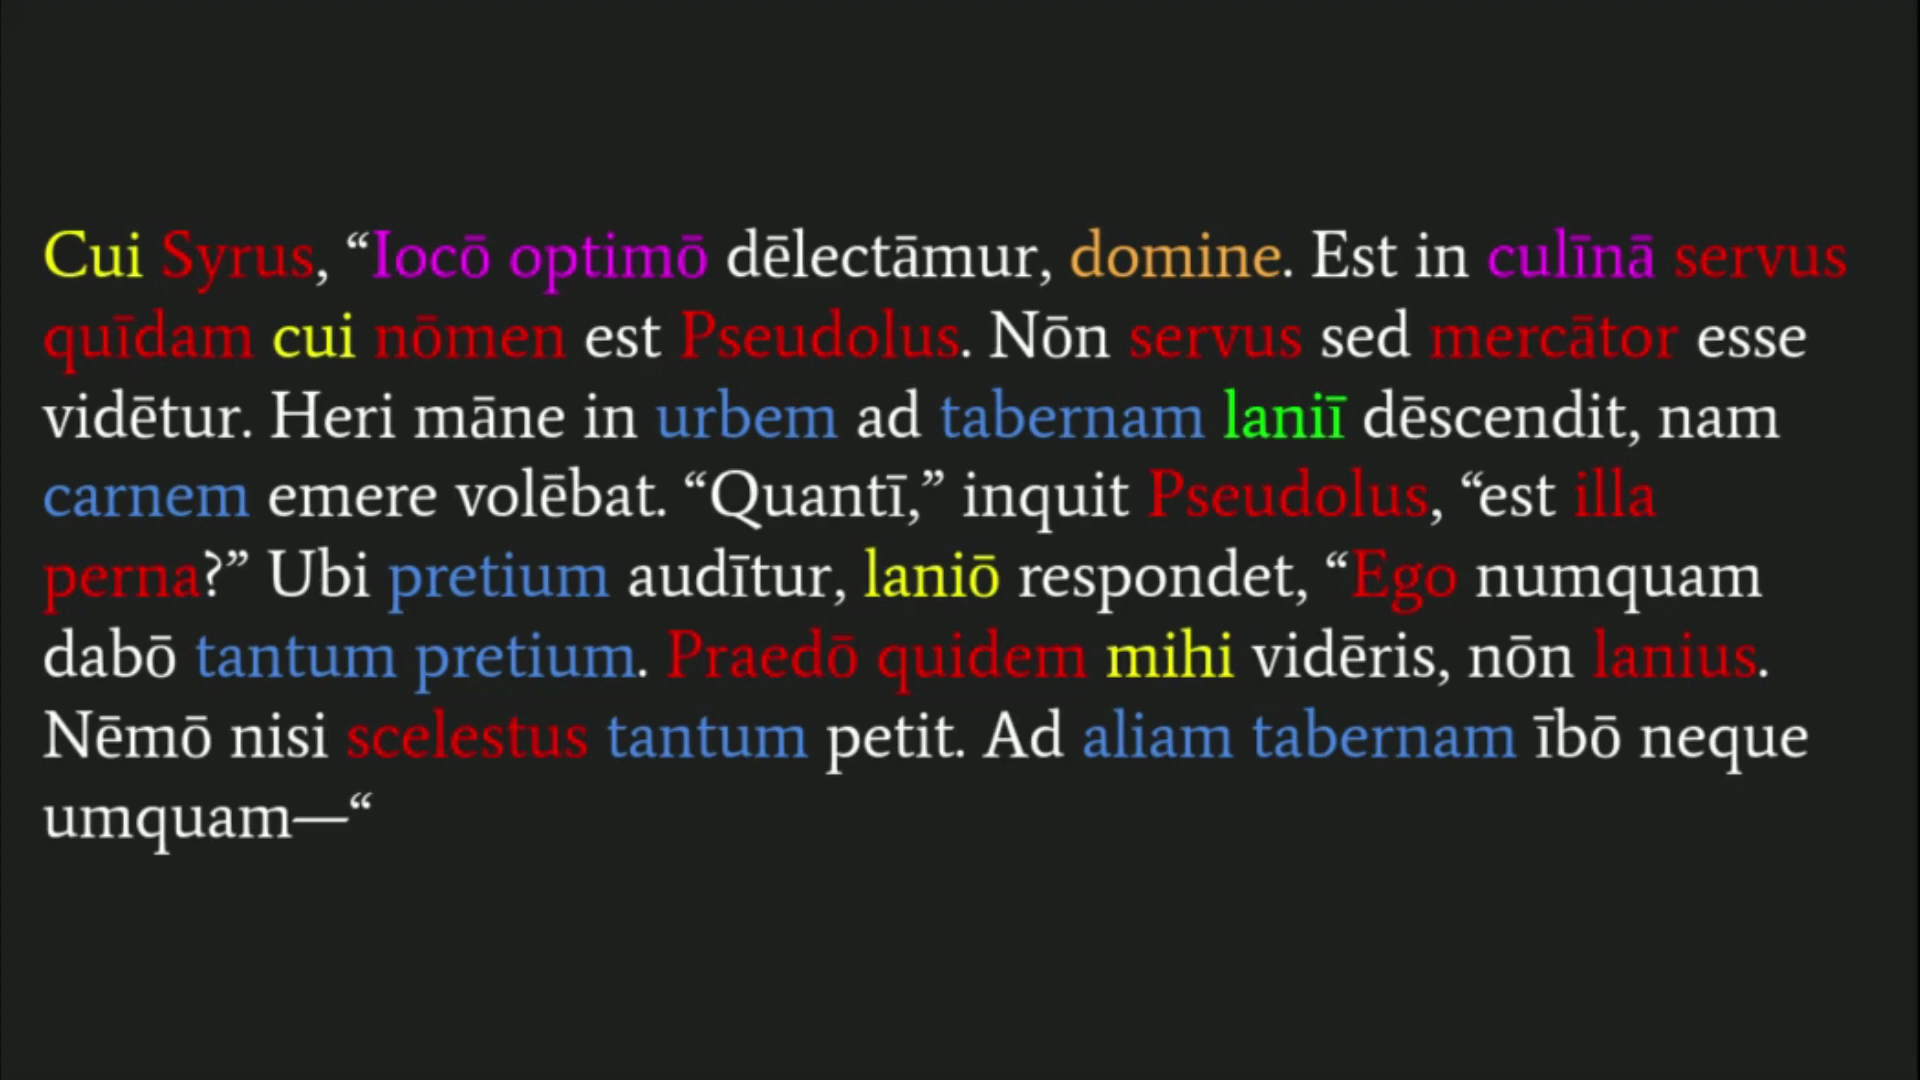 Cui Syrus, “Iocō optimō dēlectāmur, domine. Est in culīnā servus
quīdam cui nōmen est Pseudolus. Nōn servus sed mercātor esse
vidētur. Heri māne in urbem ad tabernam laniī dēscendit, nam
carnem emere volēbat. “Quantī,” inquit Pseudolus, “est illa
perna?” Ubi pretium audītur, laniō respondet, “Ego numquam
dabō tantum pretium. Praedō quidem mihi vidēris, nōn lanius.
Nēmō nisi scelestus tantum petit. Ad aliam tabernam ībō neque
umquam—“